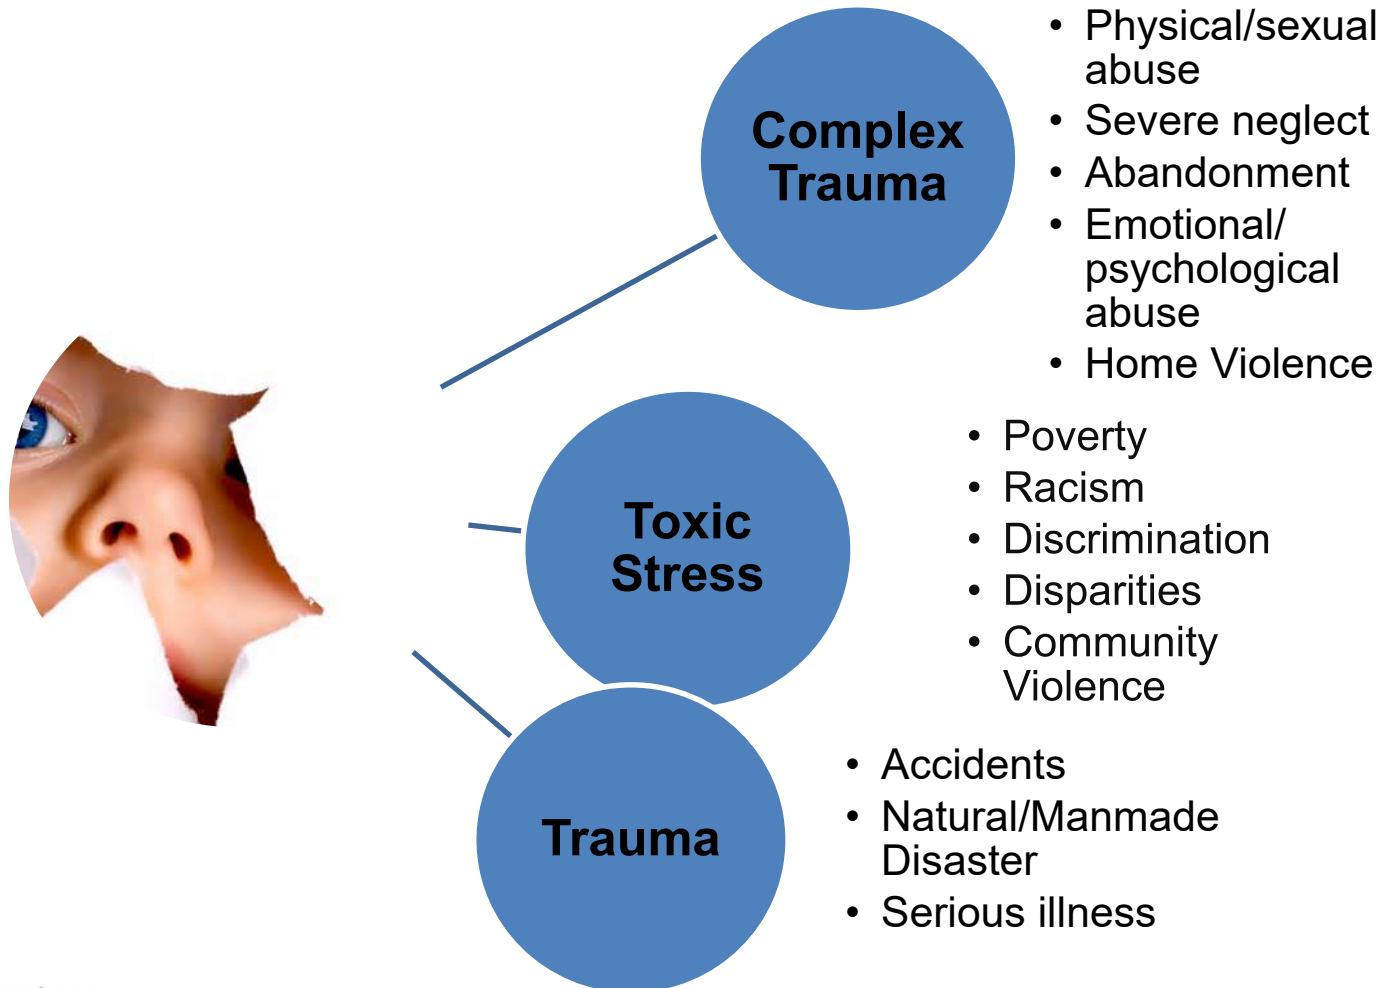 Complex
Trauma
• Physical/sexual
abuse
• Severe neglect
• Abandonment
• Emotional/
psychological
abuse
• Home Violence
Toxic
Stress
• Poverty
• Racism
• Discrimination
• Disparities
• Community
Violence
Trauma
• Accidents
• Natural/Manmade
Disaster
• Serious illness